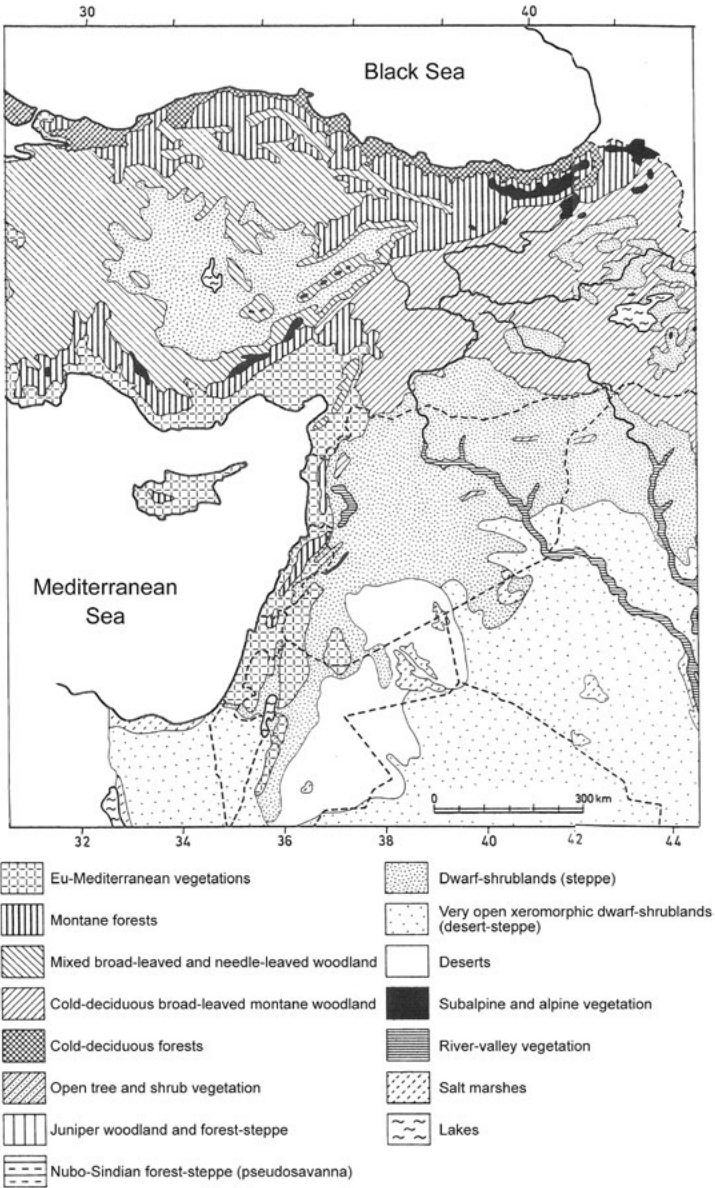 30
40
Black Sea
Mediterranean
Sea
0
300 km
32
34
36
38
40
42
44
Eu-Mediterranean vegetations
Montane forests
Mixed broad-leaved and needle-leaved woodland
Cold-deciduous broad-leaved montane woodland
Cold-deciduous forests
Open tree and shrub vegetation
Juniper woodland and forest-steppe
Nubo-Sindian forest-steppe (pseudosavanna)
Dwarf-shrublands (steppe)
Very open xeromorphic dwarf-shrublands
(desert-steppe)
Deserts
Subalpine and alpine vegetation
River-valley vegetation
Salt marshes
Lakes